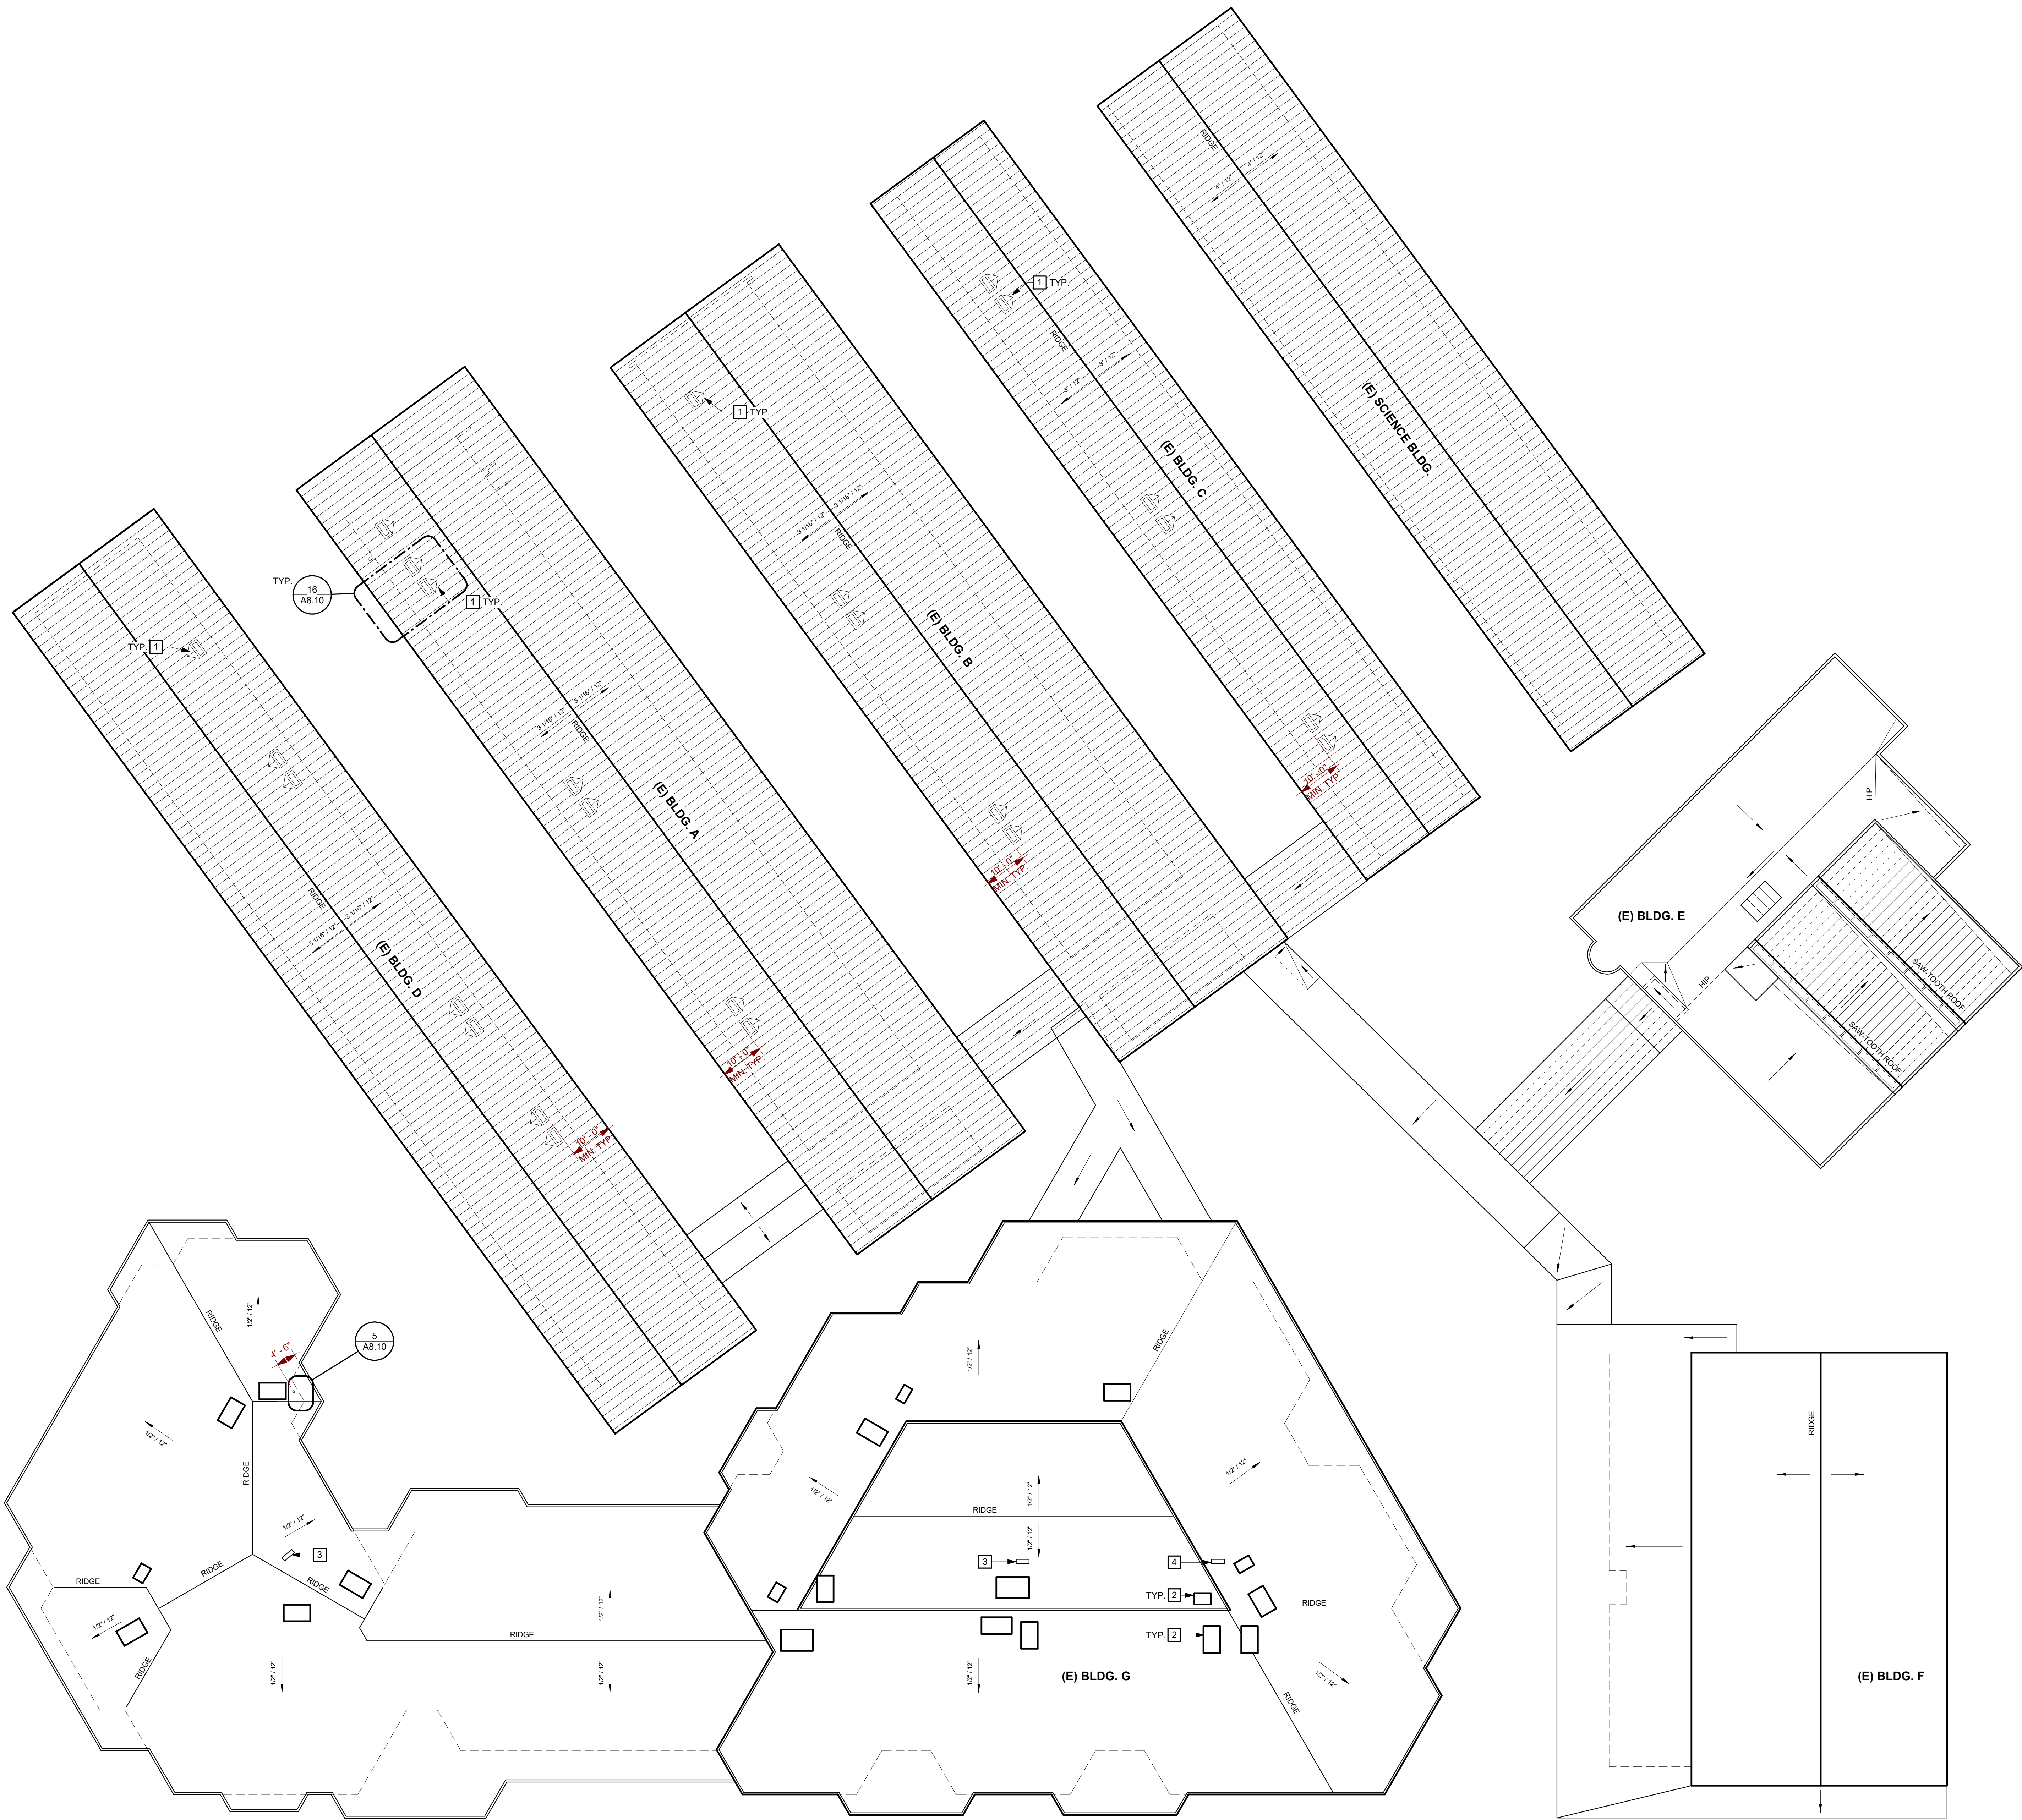 RIDGE
4" / 12"
4" / 12"
(E) SCIENCE BLDG.
1 TYP.
RIDGE
3" / 12"
3" / 12"
(E) BLDG. C
10' - 0"
MIN. TYP.
1 TYP.
3 1/16" / 12"
3 1/16" / 12"
RIDGE
(E) BLDG. B
10' - 0"
MIN. TYP.
TYP.
16
A8.10
1 TYP.
3 1/16" / 12"
3 1/16" / 12"
RIDGE
(E) BLDG. A
10' - 0"
MIN. TYP.
TYP. 1
RIDGE
3 1/16" / 12"
3 1/16" / 12"
(E) BLDG. D
10' - 0"
MIN. TYP.
HIP
(E) BLDG. E
HIP
SAW-TOOTH ROOF
SAW-TOOTH ROOF
RIDGE
1/2" / 12"
4' - 6"
5
A8.10
1/2" / 12"
RIDGE
1/2" / 12"
3
RIDGE
RIDGE
RIDGE
1/2" / 12"
RIDGE
1/2" / 12"
1/2" / 12"
RIDGE
1/2" / 12"
1/2" / 12"
RIDGE
1/2" / 12"
1/2" / 12"
1/2" / 12"
RIDGE
1/2" / 12"
3
4
TYP. 2
TYP. 2
RIDGE
1/2" / 12"
(E) BLDG. G
1/2" / 12"
RIDGE
RIDGE
(E) BLDG. F